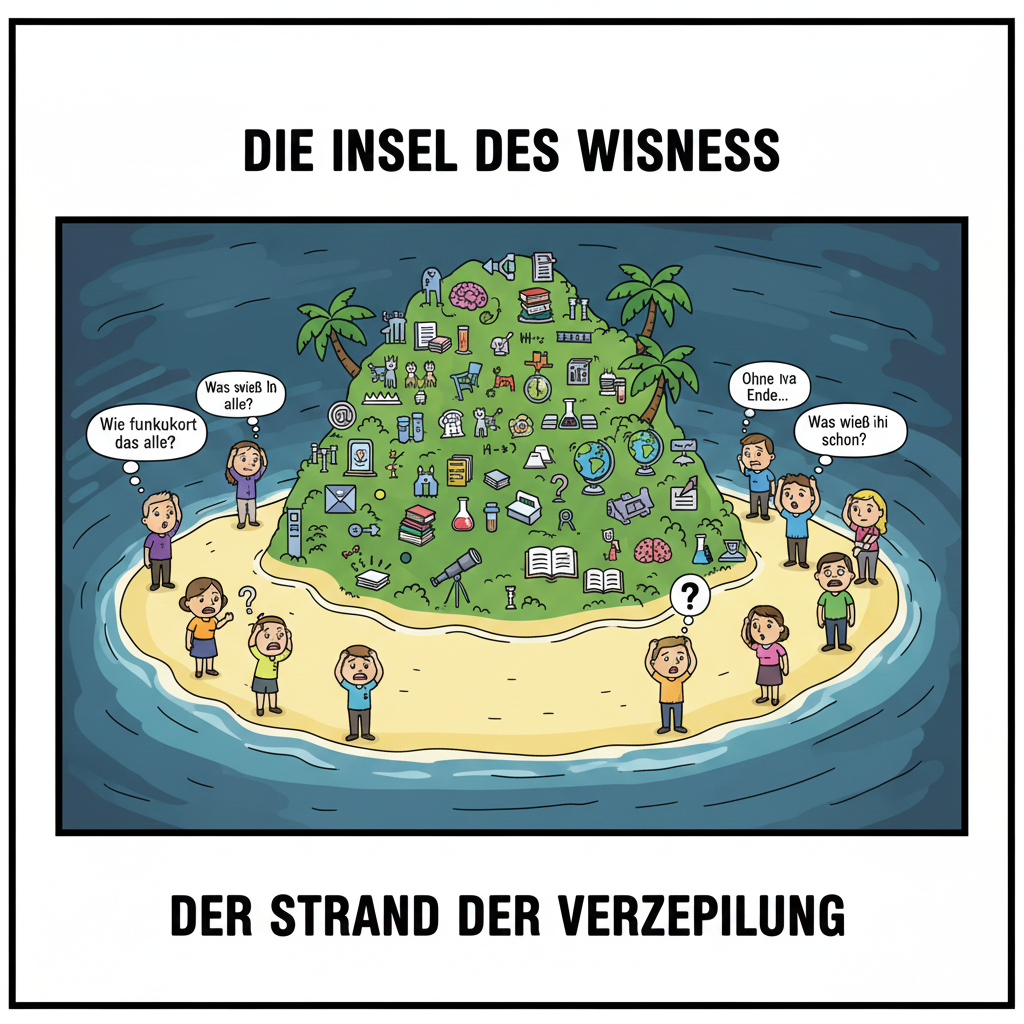 DIE INSEL DES WISNESS
Was swieß In
alle?
Wie funkukort
das alle?
Ohne Iva
Ende...
Was wieß ihi
schon?
?
?
?
DER STRAND DER VERZEPILUNG